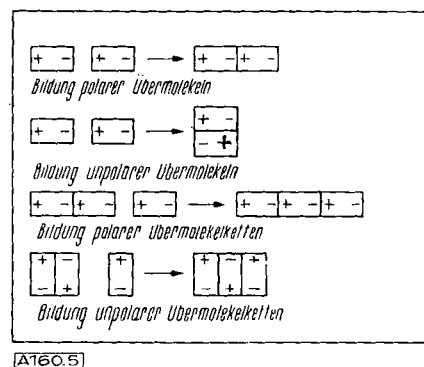 + - + - → + - + -
Bildung polarer Übermolekeln
+ - + - → + -
- +
Bildung unpolarer Übermolekeln
+ - + - + - → + - + - + -
Bildung polarer Übermolekelketten
+ - + → + - +
- + - - + -
Bildung unpolarer Übermolekelketten
A160.5